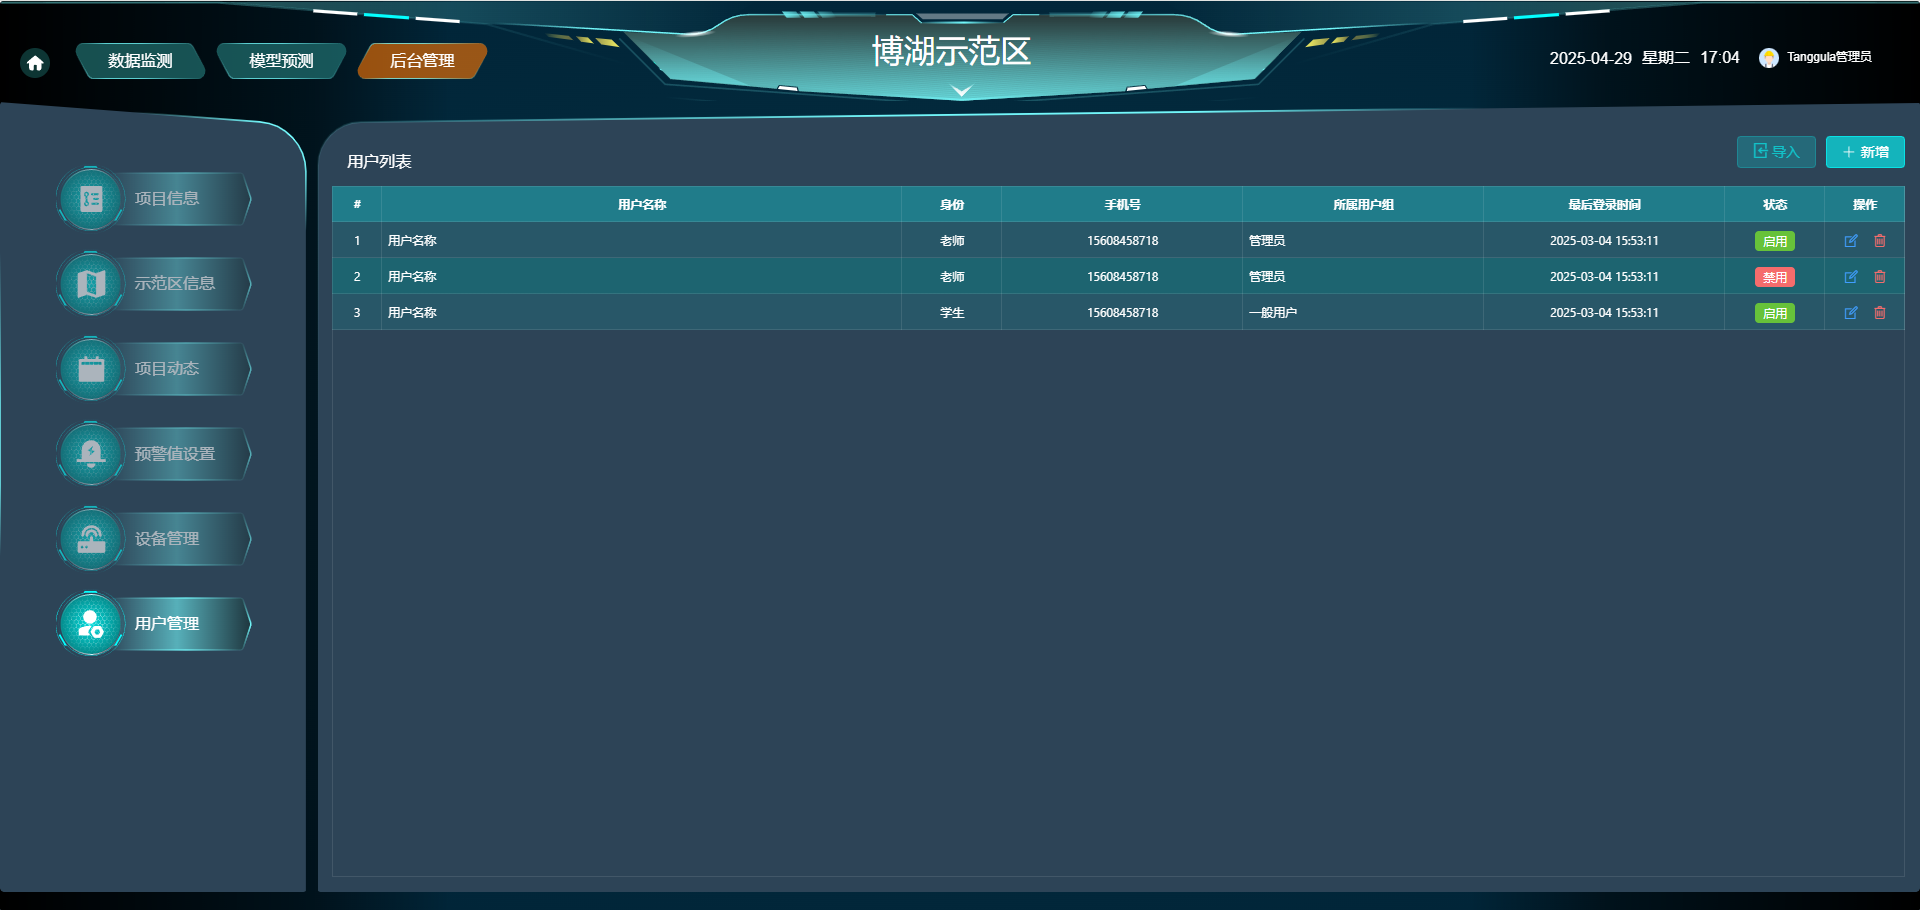 数据监测 模型预测 后台管理
博湖示范区
2025-04-29 星期二 17:04 Tanggula管理员
项目信息
示范区信息
项目动态
预警值设置
设备管理
用户管理
用户列表
导入 新增
# 用户名称 身份 手机号 所属用户组 最后登录时间 状态 操作
1 用户名称 老师 15608458718 管理员 2025-03-04 15:53:11 启用
2 用户名称 老师 15608458718 管理员 2025-03-04 15:53:11 禁用
3 用户名称 学生 15608458718 一般用户 2025-03-04 15:53:11 启用